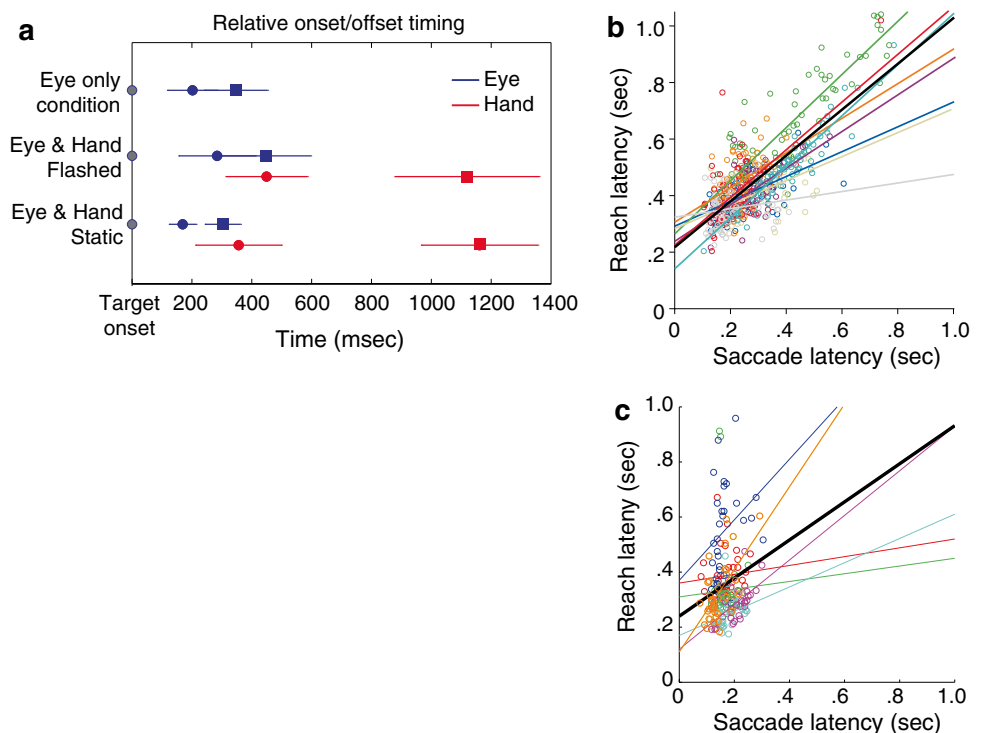 a
Relative onset/offset timing
Eye only
condition
Eye & Hand
Flashed
Eye & Hand
Static
Eye
Hand
Target
onset
200 400 600 800 1000 1200 1400
Time (msec)
b
1.0
.8
.6
.4
.2
0
Reach latency (sec)
0 .2 .4 .6 .8 1.0
Saccade latency (sec)
c
1.0
.8
.6
.4
.2
0
Reach lateny (sec)
0 .2 .4 .6 .8 1.0
Saccade latency (sec)